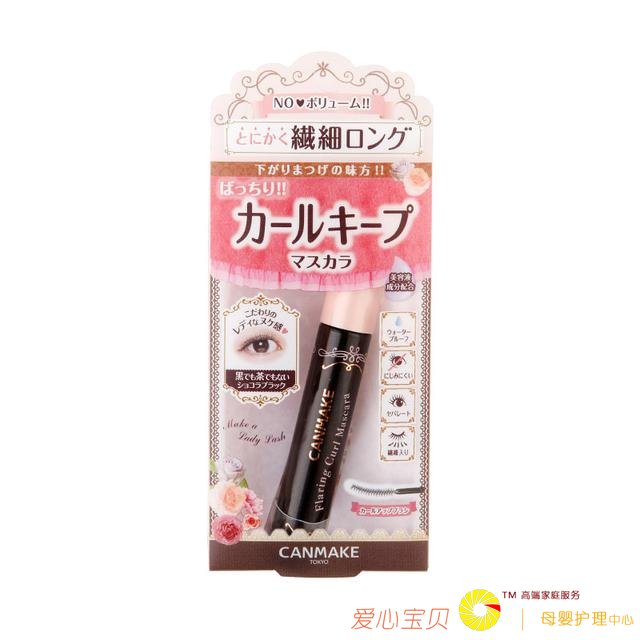 NO♥ボリューム!!
とにかく繊細ロング
下がりまつげの味方!!
ぱっちり!!
カールキープ
マスカラ
美容液
成分配合
こだわりの
レディなヌケ感♥
黒でも茶でもない
ショコラブラック
ウォーター
プルーフ
にじみにくい
セパレート
繊維入り
Make a
Lady Lash
CANMAKE
Flaring Curl Mascara
カールアップブラシ
CANMAKE
TOKYO
爱心宝贝
TM 高端家庭服务
母婴护理中心